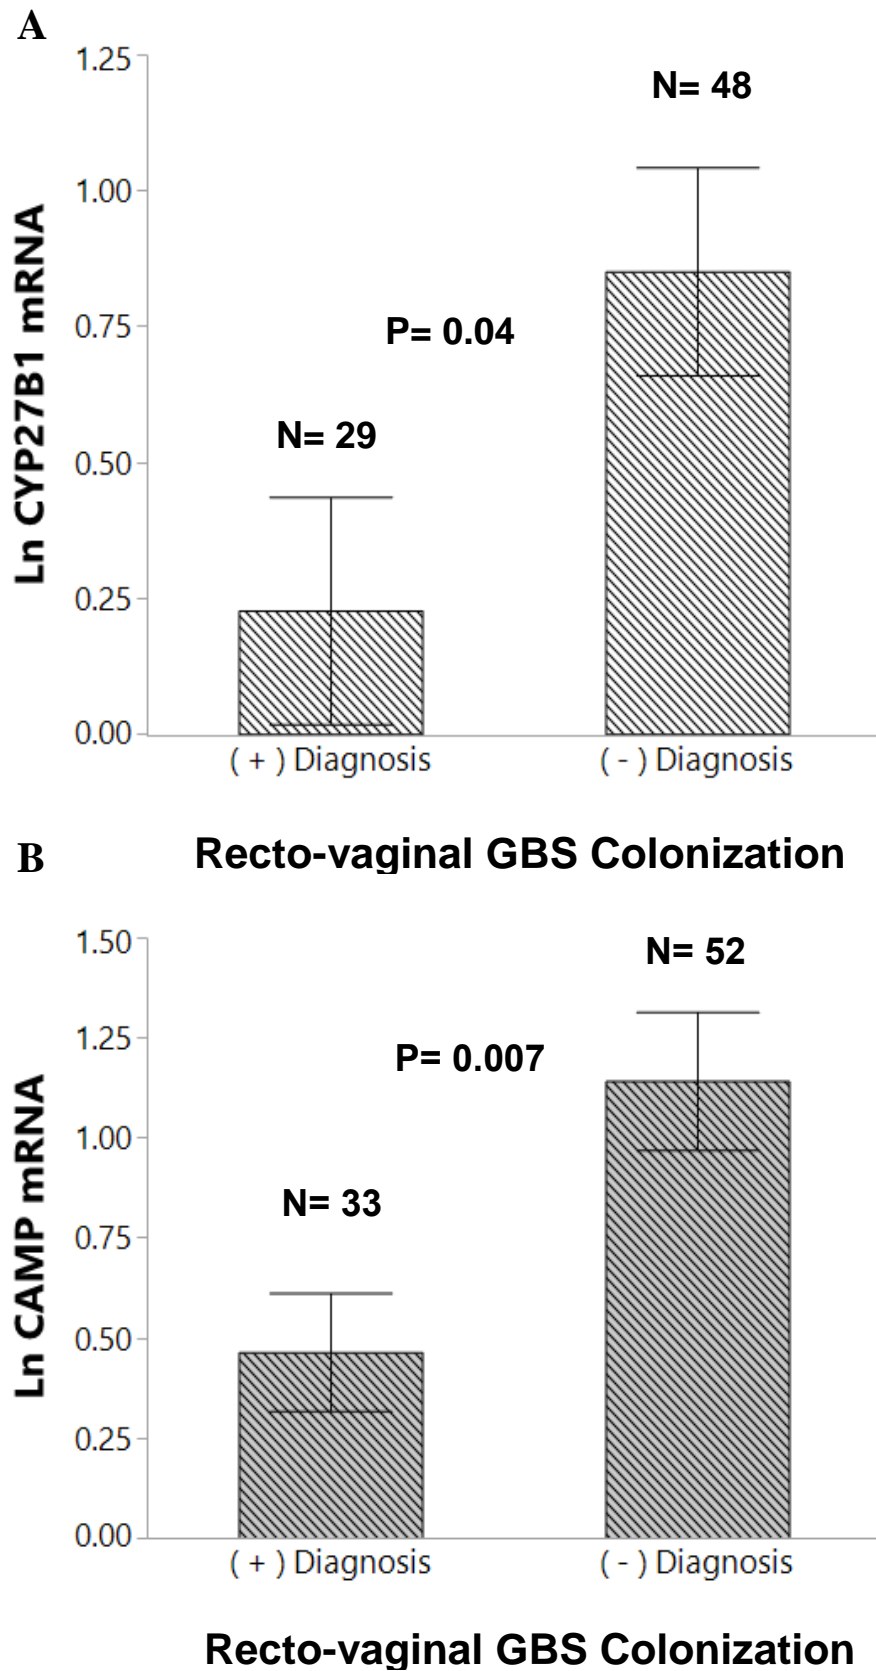 A
1.25
N= 48
1.00
Ln CYP27B1 mRNA
0.75
P= 0.04
N= 29
0.50
0.25
0.00
( + ) Diagnosis ( - ) Diagnosis
Recto-vaginal GBS Colonization
B
1.50
N= 52
1.25
P= 0.007
Ln CAMP mRNA
1.00
N= 33
0.75
0.50
0.25
0.00
( + ) Diagnosis ( - ) Diagnosis
Recto-vaginal GBS Colonization